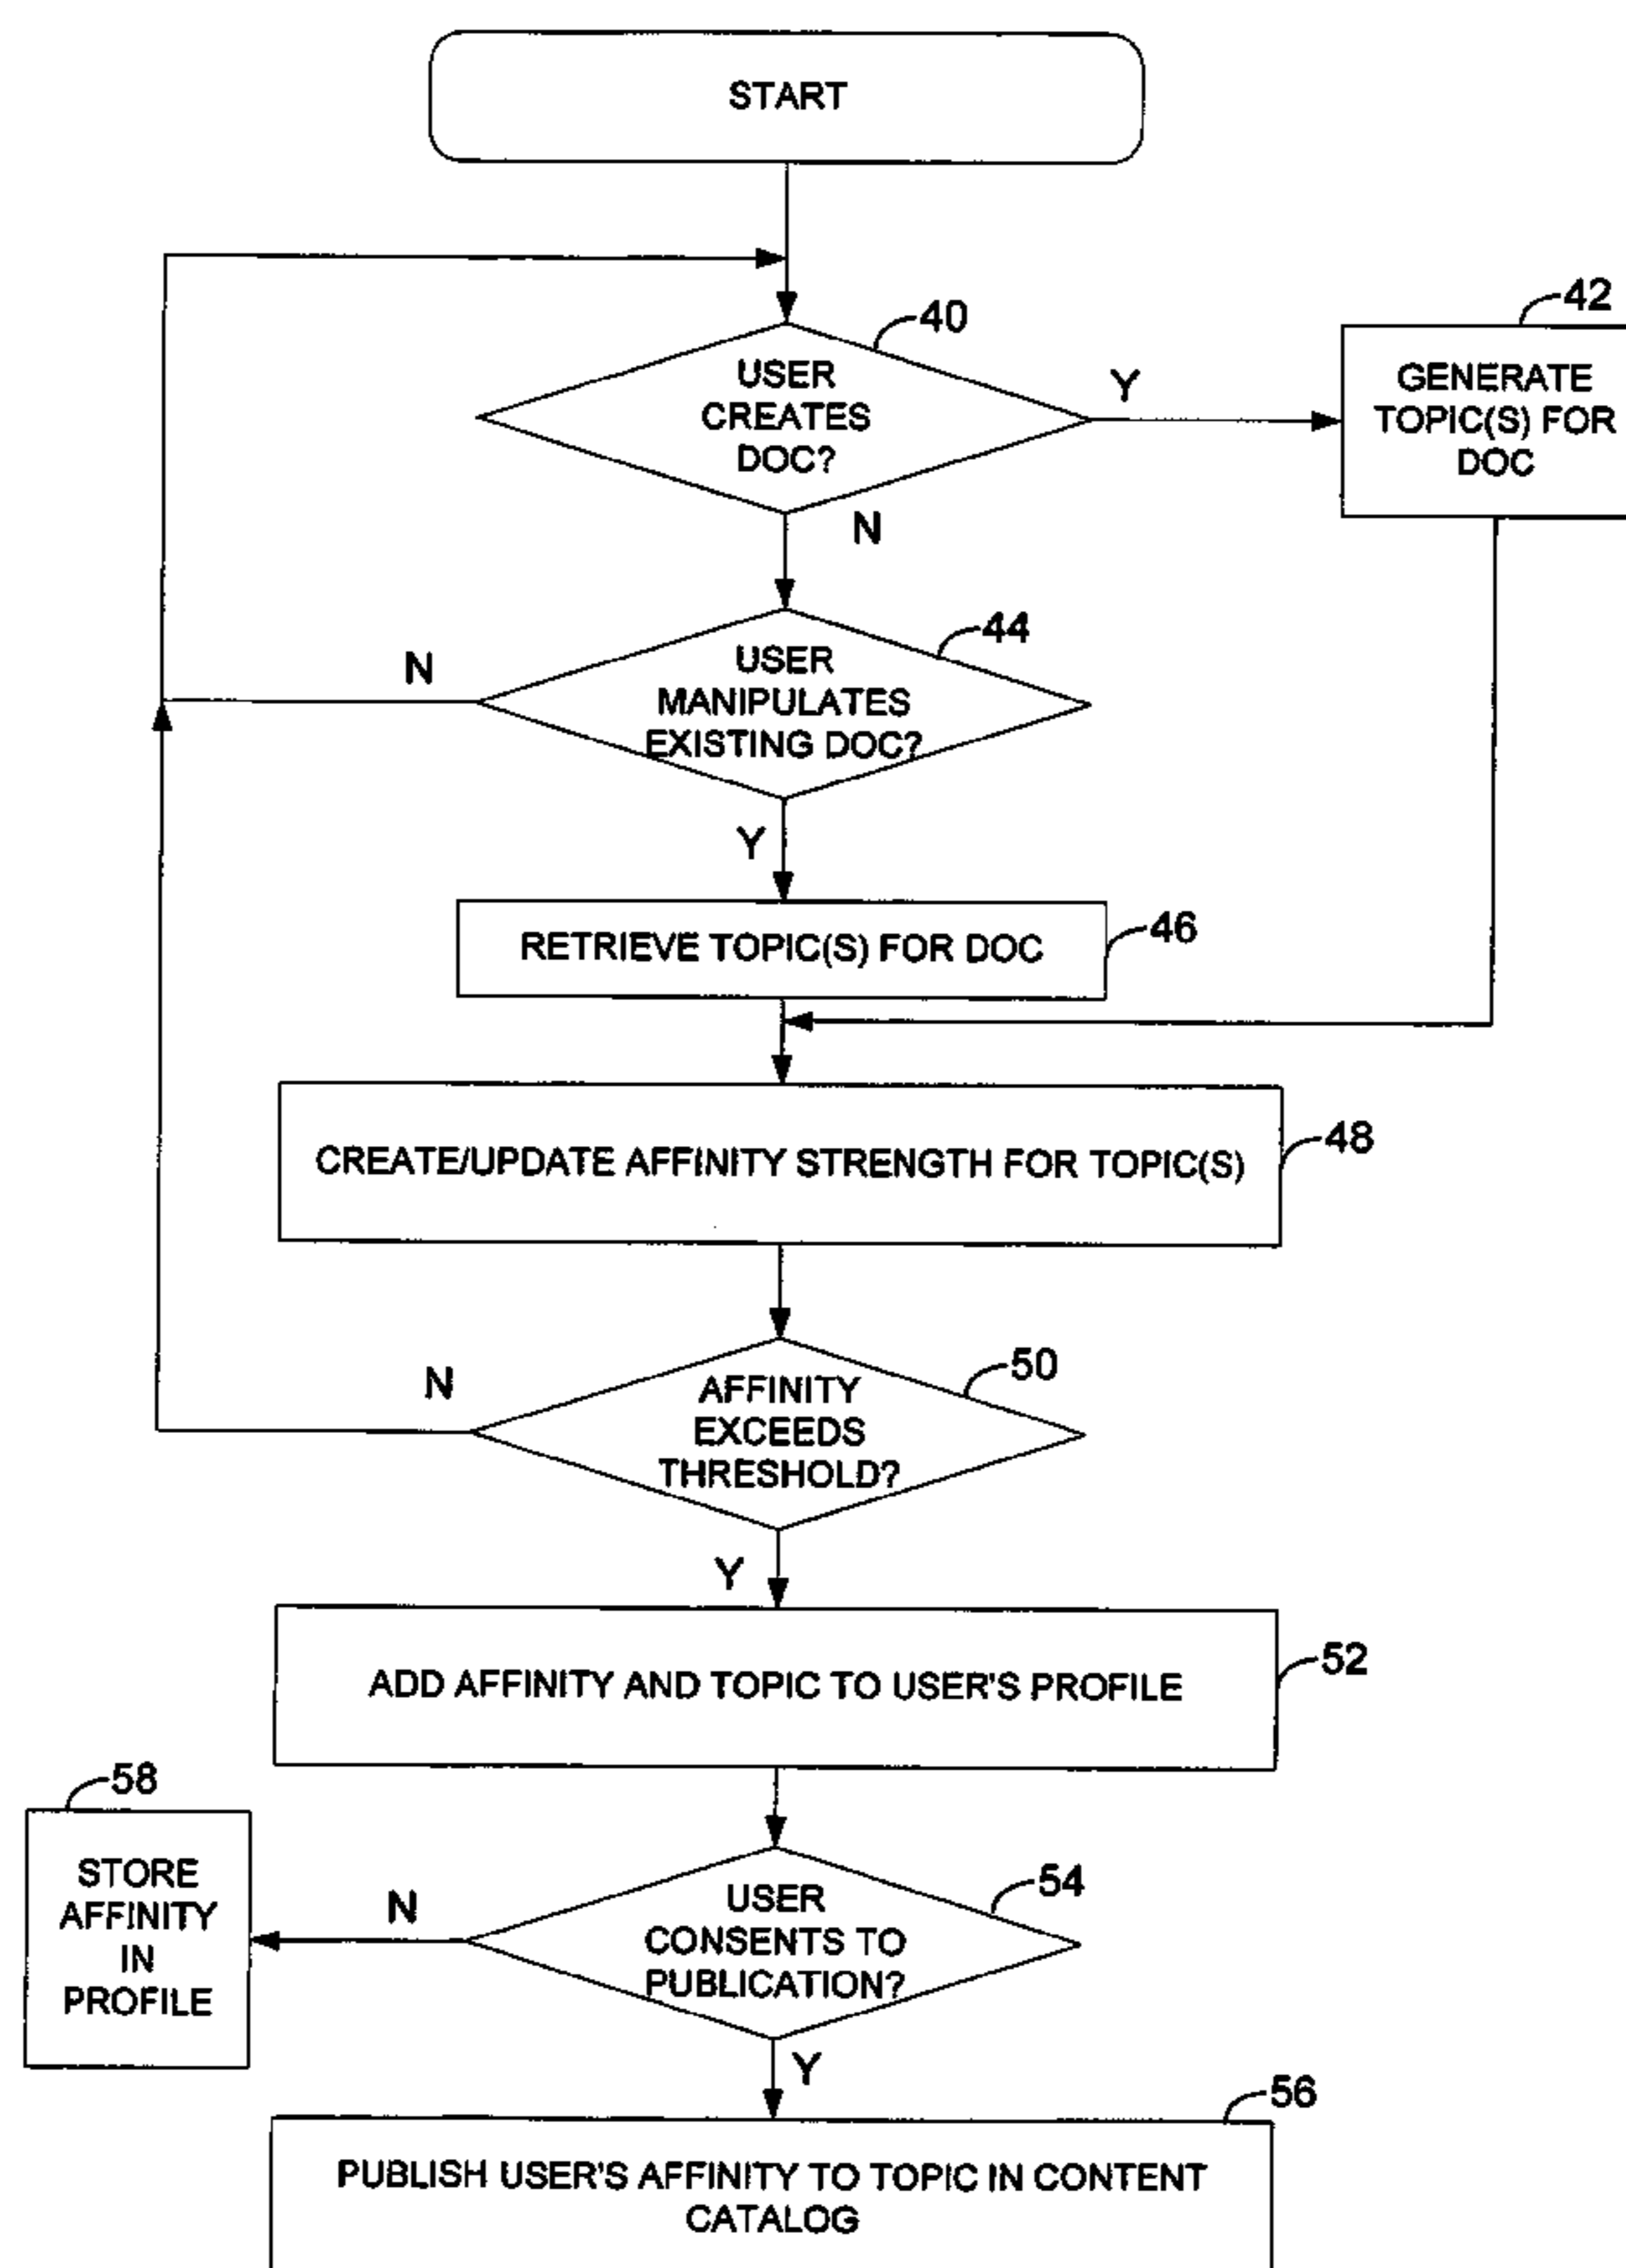 START
40
USER
CREATES
DOC?
Y
42
GENERATE
TOPIC(S) FOR
DOC
N
44
USER
MANIPULATES
EXISTING DOC?
N
Y
RETRIEVE TOPIC(S) FOR DOC
46
CREATE/UPDATE AFFINITY STRENGTH FOR TOPIC(S)
48
50
AFFINITY
EXCEEDS
THRESHOLD?
N
Y
ADD AFFINITY AND TOPIC TO USER'S PROFILE
52
58
STORE
AFFINITY
IN
PROFILE
N
54
USER
CONSENTS TO
PUBLICATION?
Y
56
PUBLISH USER'S AFFINITY TO TOPIC IN CONTENT
CATALOG